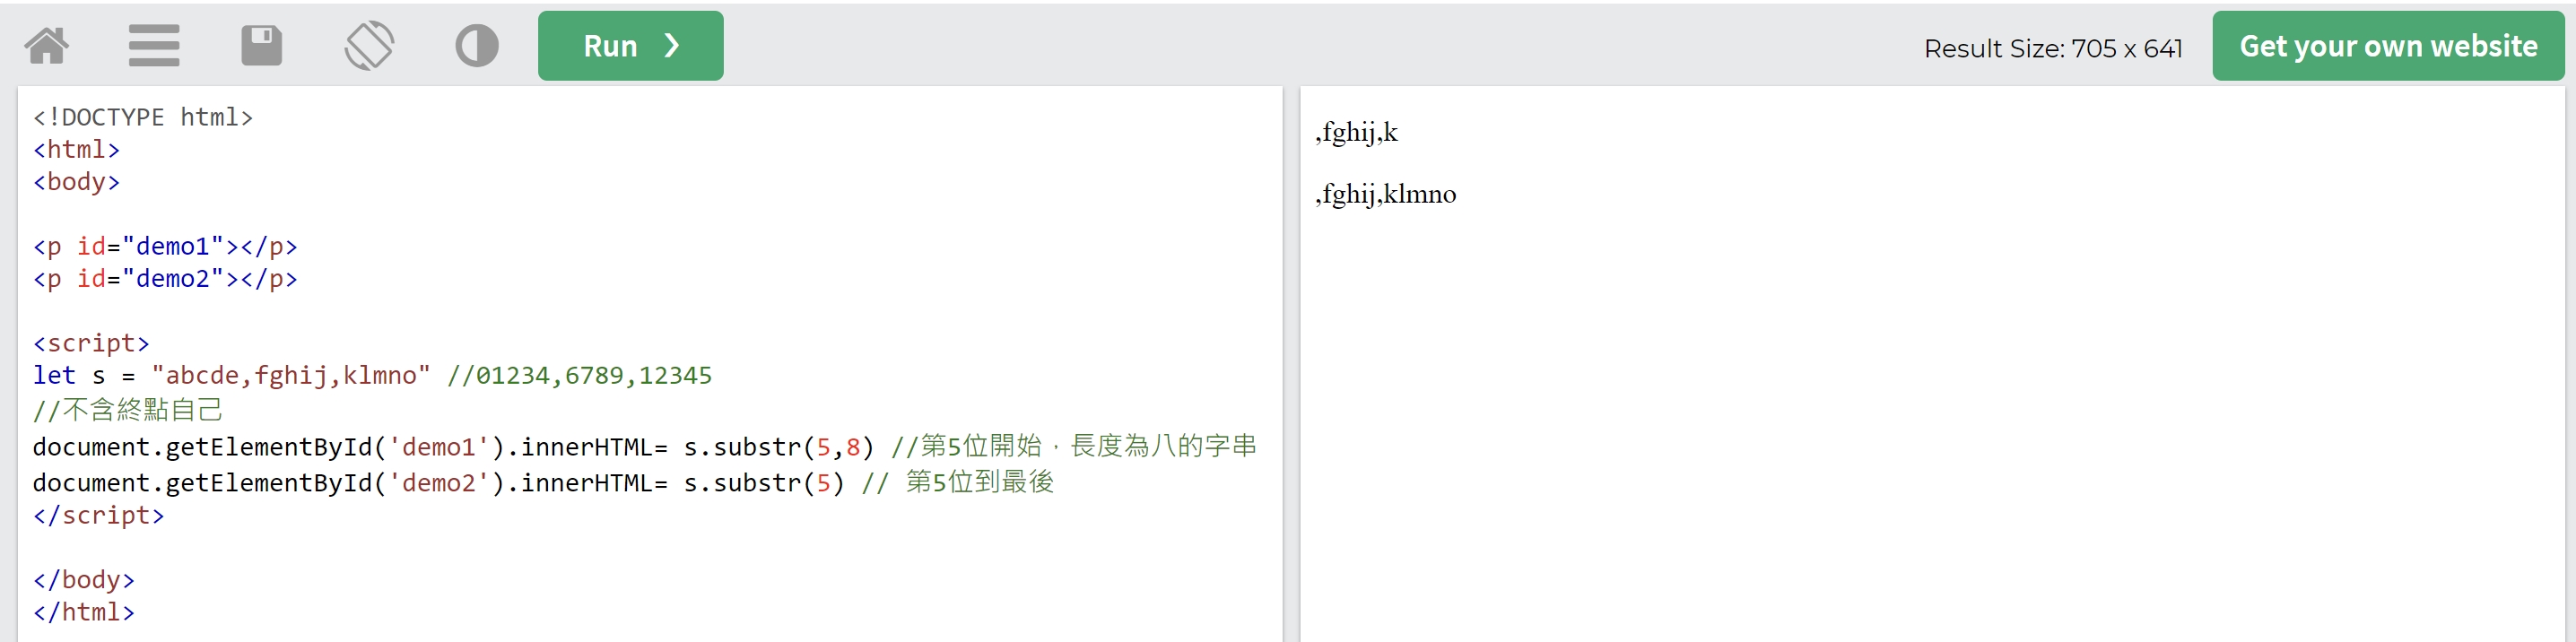 Run ❯
Result Size: 705 x 641
Get your own website
<!DOCTYPE html>
<html>
<body>
<p id="demo1"></p>
<p id="demo2"></p>
<script>
let s = "abcde,fghij,klmno" //01234,6789,12345
//不含終點自己
document.getElementById('demo1').innerHTML= s.substr(5,8) //第5位開始，長度為八的字串
document.getElementById('demo2').innerHTML= s.substr(5) // 第5位到最後
</script>
</body>
</html>
,fghij,k
,fghij,klmno